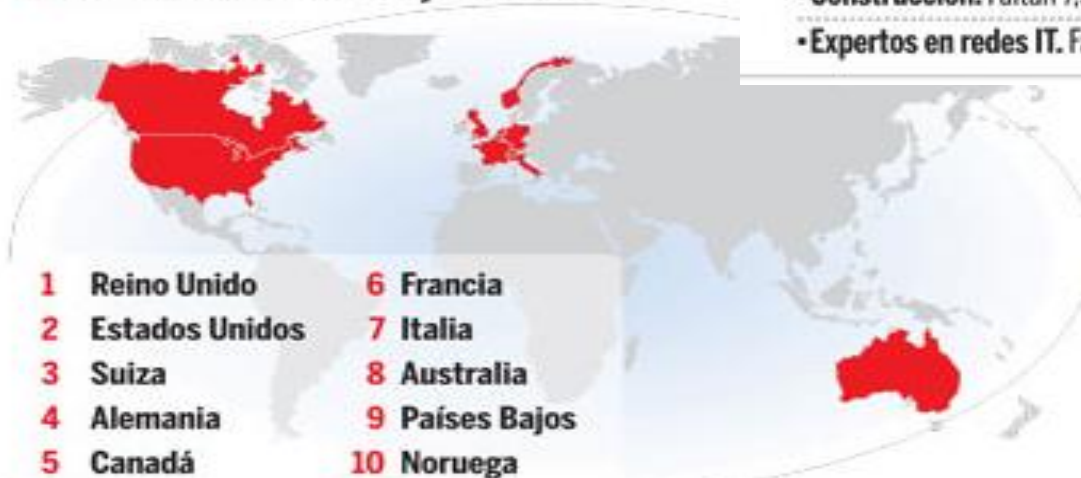 •Expertos en redes IT.
1 Reino Unido
2 Estados Unidos
3 Suiza
4 Alemania
5 Canadá
6 Francia
7 Italia
8 Australia
9 Países Bajos
10 Noruega